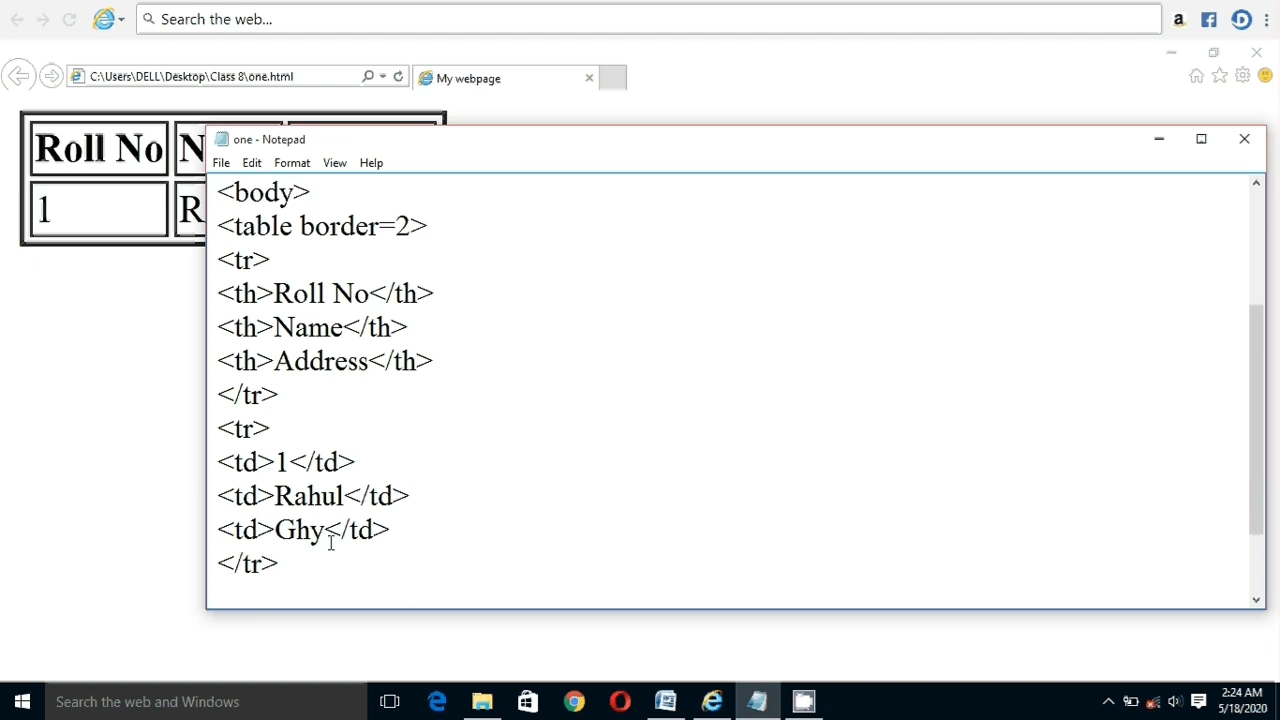 Search the web...
C:\Users\DELL\Desktop\Class 8\one.html
My webpage
Roll No N
1 R
one - Notepad
File Edit Format View Help
<body>
<table border=2>
<tr>
<th>Roll No</th>
<th>Name</th>
<th>Address</th>
</tr>
<tr>
<td>1</td>
<td>Rahul</td>
<td>Ghy</td>
</tr>
Search the web and Windows
2:24 AM
5/18/2020